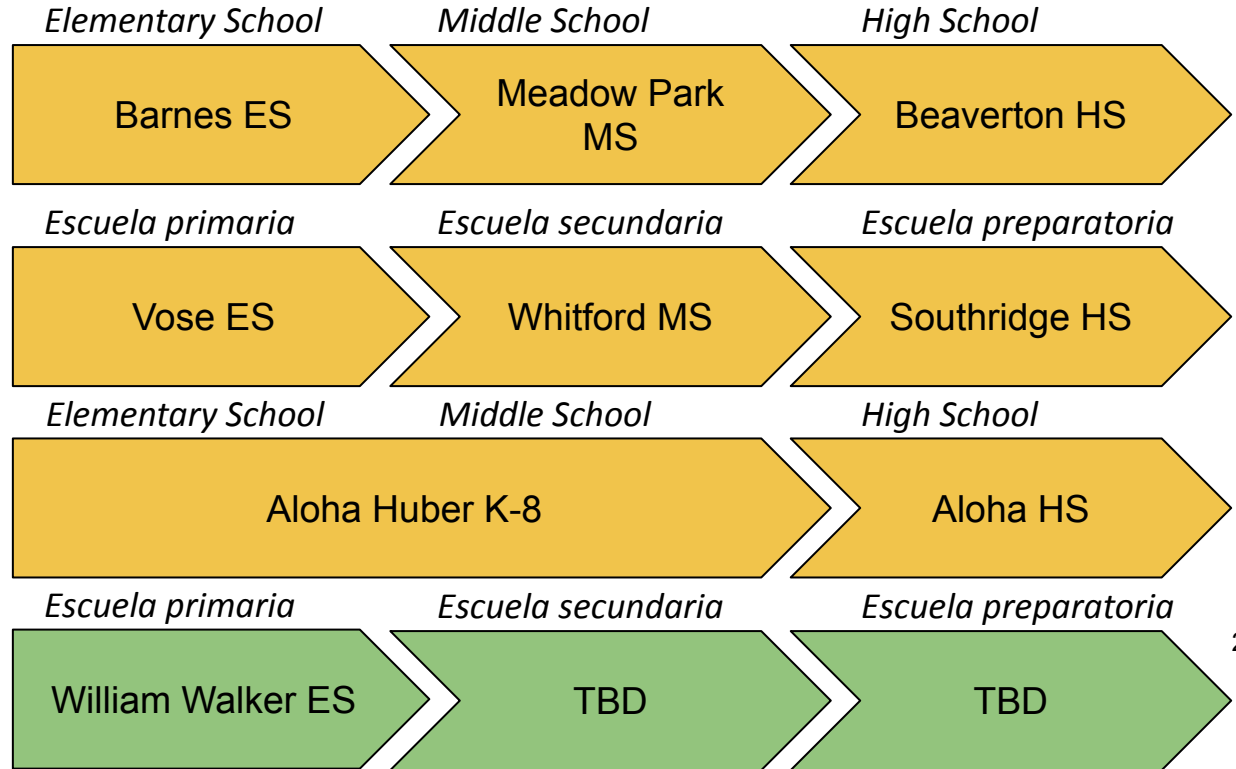 Elementary School Middle School High School
Barnes ES
Meadow Park
MS
Beaverton HS
Escuela primaria Escuela secundaria Escuela preparatoria
Vose ES Whitford MS Southridge HS
Elementary School Middle School High School
Aloha Huber K-8 Aloha HS
Escuela primaria Escuela secundaria Escuela preparatoria
William Walker ES TBD TBD